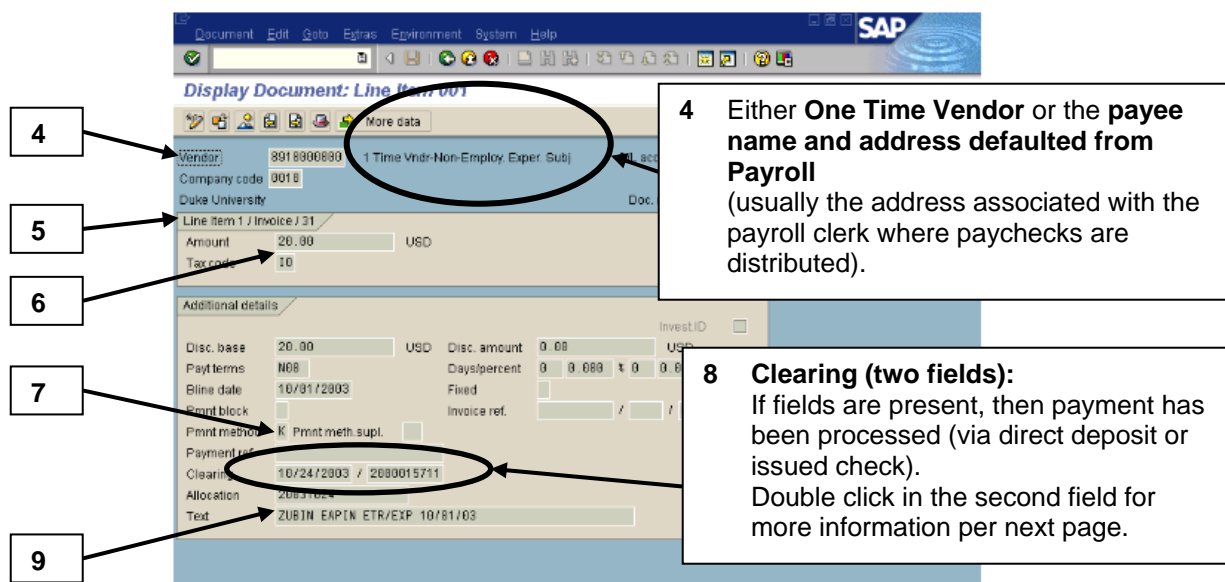 Document Edit Goto Extras Environment System Help
SAP
Display Document: Line Item 001
More data
4
Vendor 8918000000 1 Time Vndr-Non-Employ. Exper. Subj
Company code 0010
Duke University Doc.
5
Line Item 1 / Invoice / 31
Amount 20.00 USD
Tax code I0
6
4 Either One Time Vendor or the payee
name and address defaulted from
Payroll
(usually the address associated with the
payroll clerk where paychecks are
distributed).
Additional details
Invest.ID
Disc. base 20.00 USD Disc. amount 0.00 USD
Payt terms N00 Days/percent 0 0.000 % 0
Bline date 10/01/2003 Fixed
7
Pmnt block Invoice ref. / /
Pmnt method K Pmnt meth.supl.
Payment ref.
Clearing 10/24/2003 / 2000015711
Allocation 20031024
Text ZUBIN EAPIN ETR/EXP 10/01/03
8 Clearing (two fields):
If fields are present, then payment has
been processed (via direct deposit or
issued check).
Double click in the second field for
more information per next page.
9